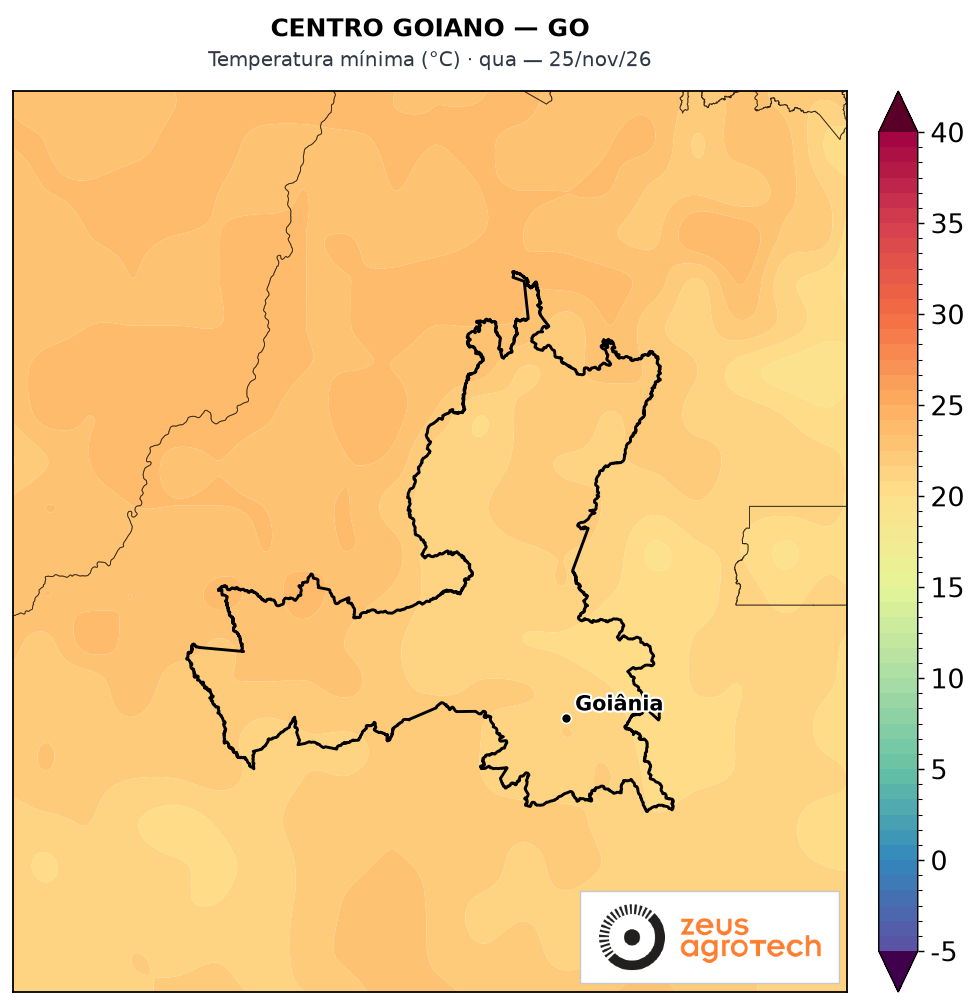 CENTRO GOIANO — GO
Temperatura mínima (°C) · qua — 25/nov/26
40
35
30
25
20
15
10
5
0
-5
Goiânia
zeus
agrotech